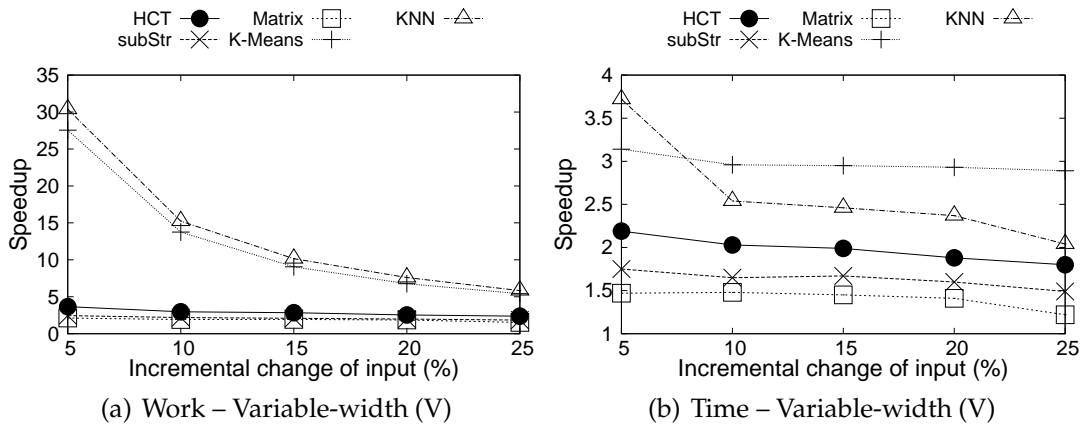 HCT Matrix KNN
subStr K-Means
35
30
25
20
15
10
5
0
Speedup
5 10 15 20 25
Incremental change of input (%)
(a) Work – Variable-width (V)
HCT Matrix KNN
subStr K-Means
4
3.5
3
2.5
2
1.5
1
Speedup
5 10 15 20 25
Incremental change of input (%)
(b) Time – Variable-width (V)